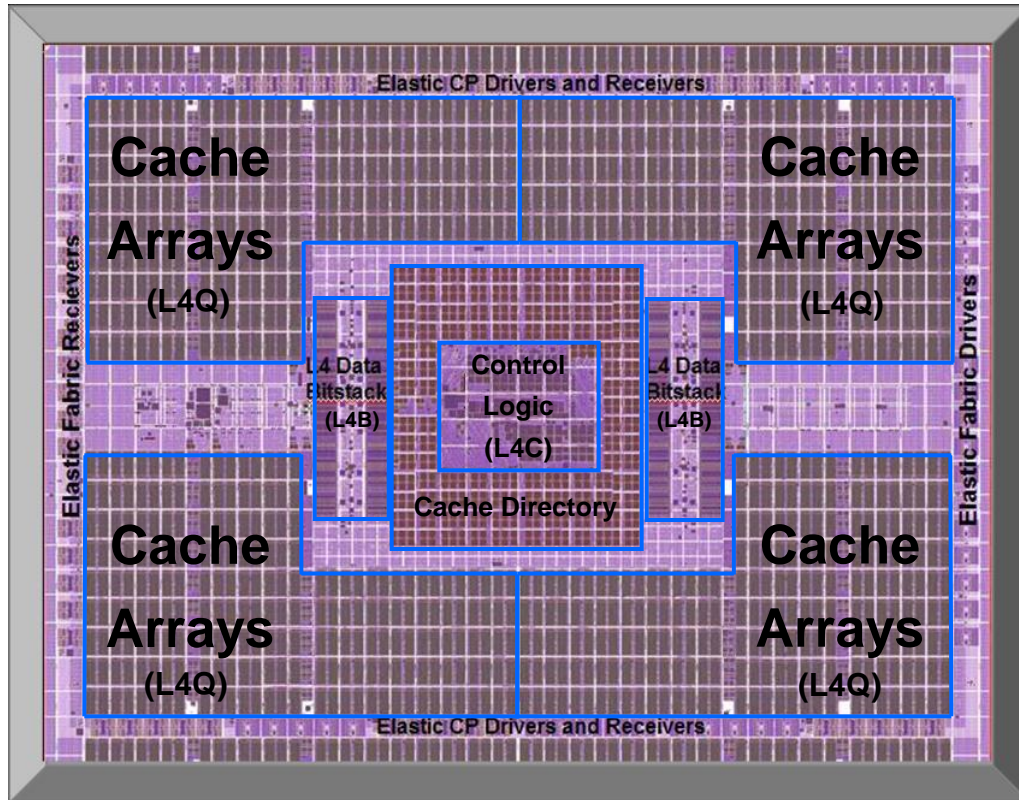 Elastic CP Drivers and Receivers
Cache
Arrays
(L4Q)
Cache
Arrays
(L4Q)
Elastic Fabric Recievers
L4 Data
Bitstack
(L4B)
Control
Logic
(L4C)
Cache Directory
L4 Data
Bitstack
(L4B)
Elastic Fabric Drivers
Cache
Arrays
(L4Q)
Cache
Arrays
(L4Q)
Elastic CP Drivers and Receivers